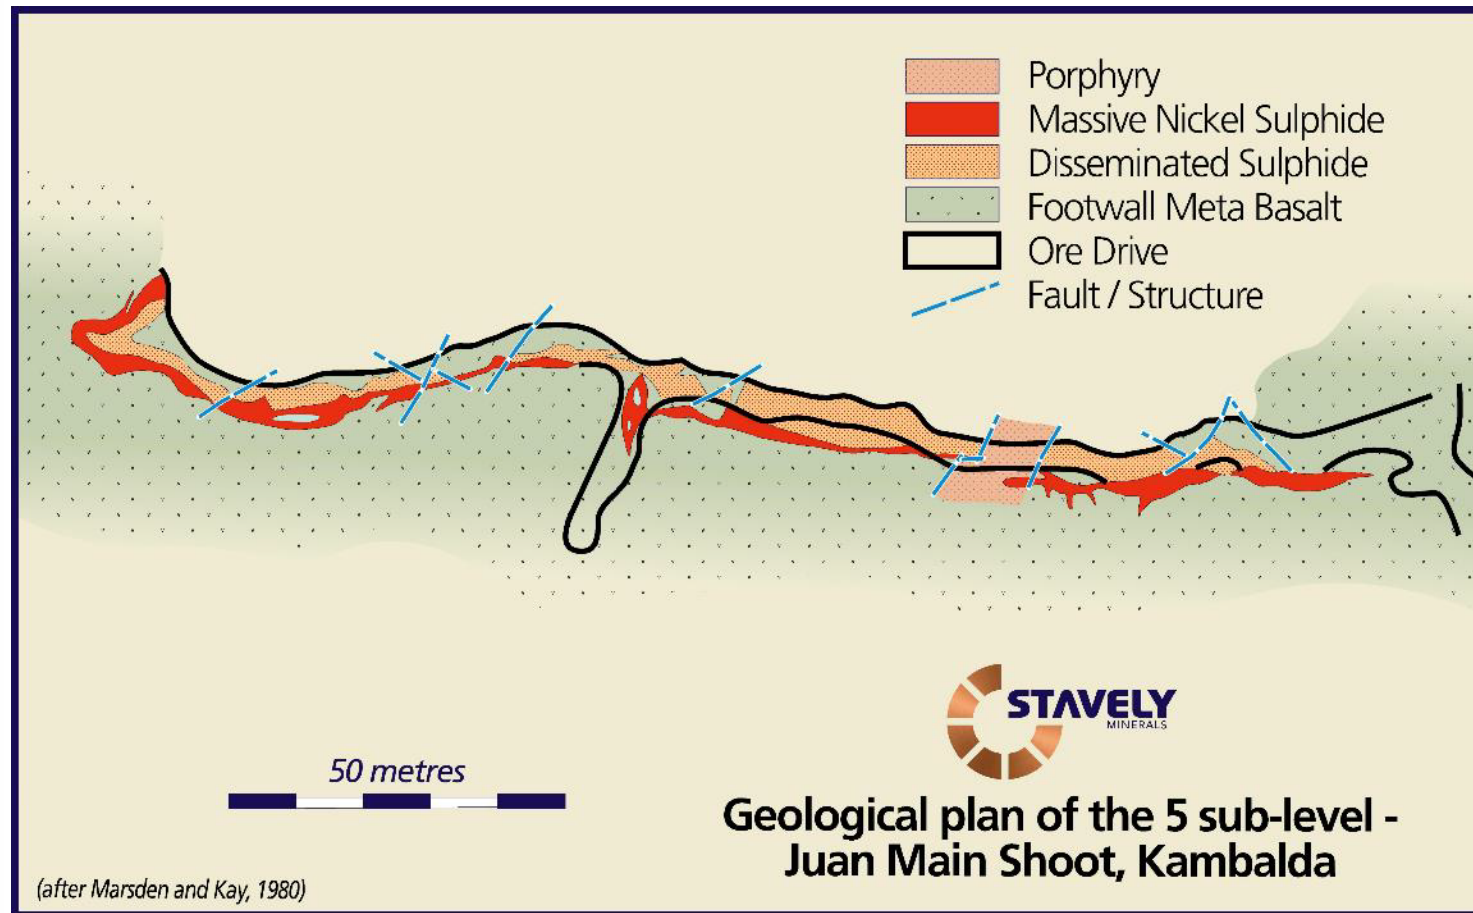 Porphyry
Massive Nickel Sulphide
Disseminated Sulphide
Footwall Meta Basalt
Ore Drive
Fault / Structure
STAVELY
MINERALS
50 metres
Geological plan of the 5 sub-level -
Juan Main Shoot, Kambalda
(after Marsden and Kay, 1980)